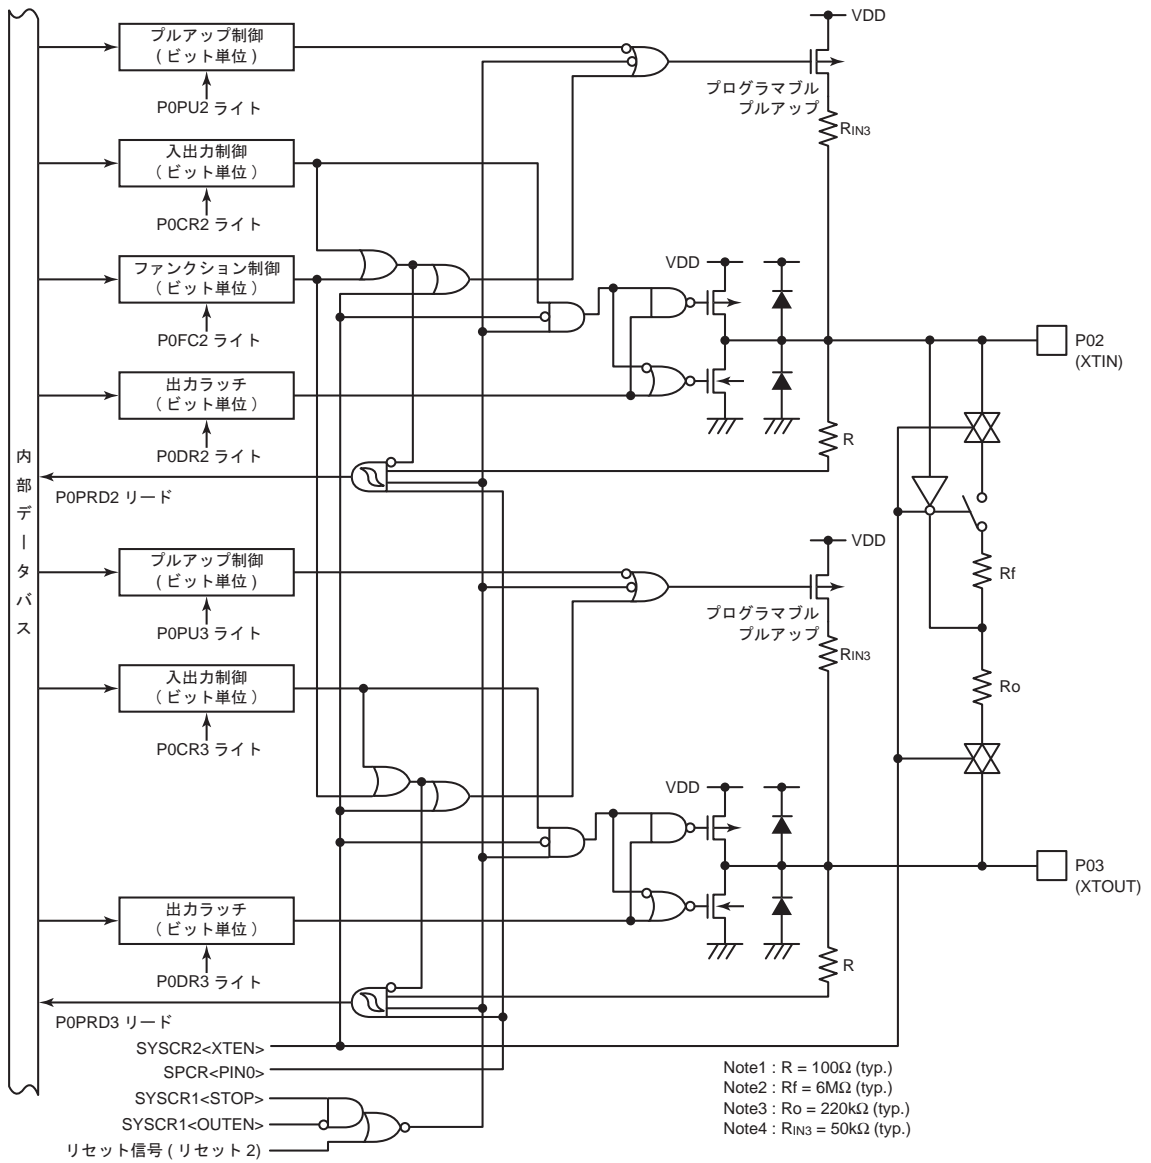 プルアップ制御
( ビット単位 )
P0PU2 ライト
VDD
プログラマブル
プルアップ
RIN3
入出力制御
( ビット単位 )
P0CR2 ライト
ファンクション制御
( ビット単位 )
P0FC2 ライト
VDD
P02
(XTIN)
出力ラッチ
( ビット単位 )
P0DR2 ライト
R
内部データバス
P0PRD2 リード
プルアップ制御
( ビット単位 )
P0PU3 ライト
VDD
プログラマブル
プルアップ
RIN3
Rf
Ro
入出力制御
( ビット単位 )
P0CR3 ライト
VDD
P03
(XTOUT)
出力ラッチ
( ビット単位 )
P0DR3 ライト
R
P0PRD3 リード
SYSCR2<XTEN>
SPCR<PIN0>
SYSCR1<STOP>
SYSCR1<OUTEN>
リセット信号 ( リセット 2)
Note1 : R = 100Ω (typ.)
Note2 : Rf = 6MΩ (typ.)
Note3 : Ro = 220kΩ (typ.)
Note4 : RIN3 = 50kΩ (typ.)